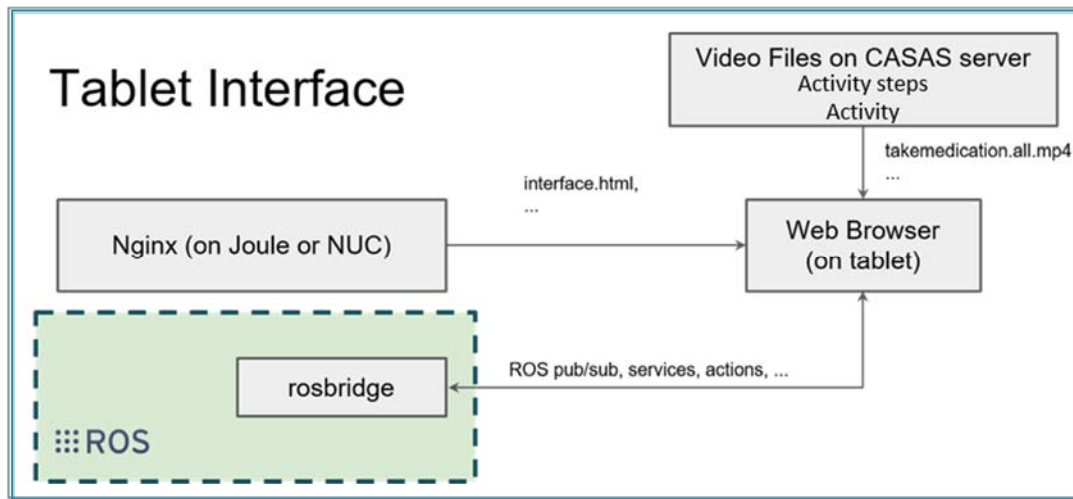 Tablet Interface
Video Files on CASAS server
Activity steps
Activity
takemedication.all.mp4
...
interface.html,
...
Nginx (on Joule or NUC)
Web Browser
(on tablet)
ROS pub/sub, services, actions, ...
rosbridge
ROS